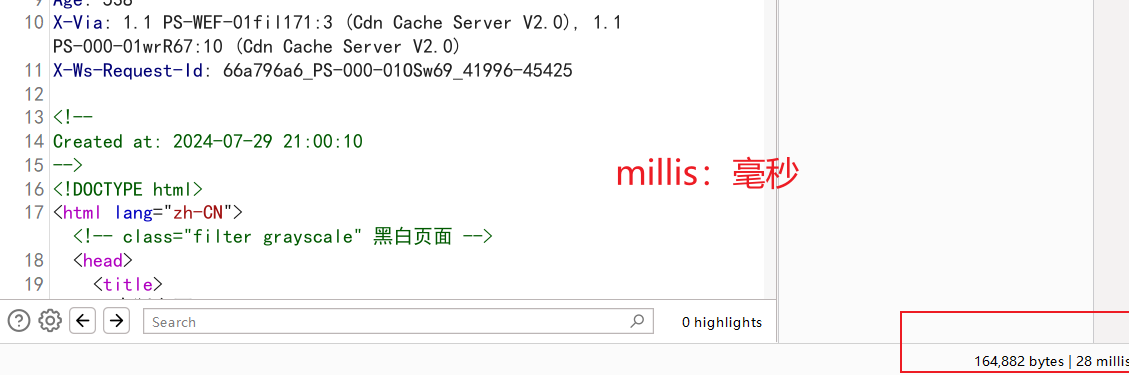 9 Age: 538
10 X-Via: 1.1 PS-WEF-01fil171:3 (Cdn Cache Server V2.0), 1.1
PS-000-01wrR67:10 (Cdn Cache Server V2.0)
11 X-Ws-Request-Id: 66a796a6_PS-000-01OSw69_41996-45425
12
13 <!--
14 Created at: 2024-07-29 21:00:10
15 -->
millis：毫秒
16 <!DOCTYPE html>
17 <html lang="zh-CN">
<!-- class="filter grayscale" 黑白页面 -->
18 <head>
19 <title>
Search
0 highlights
164,882 bytes | 28 millis